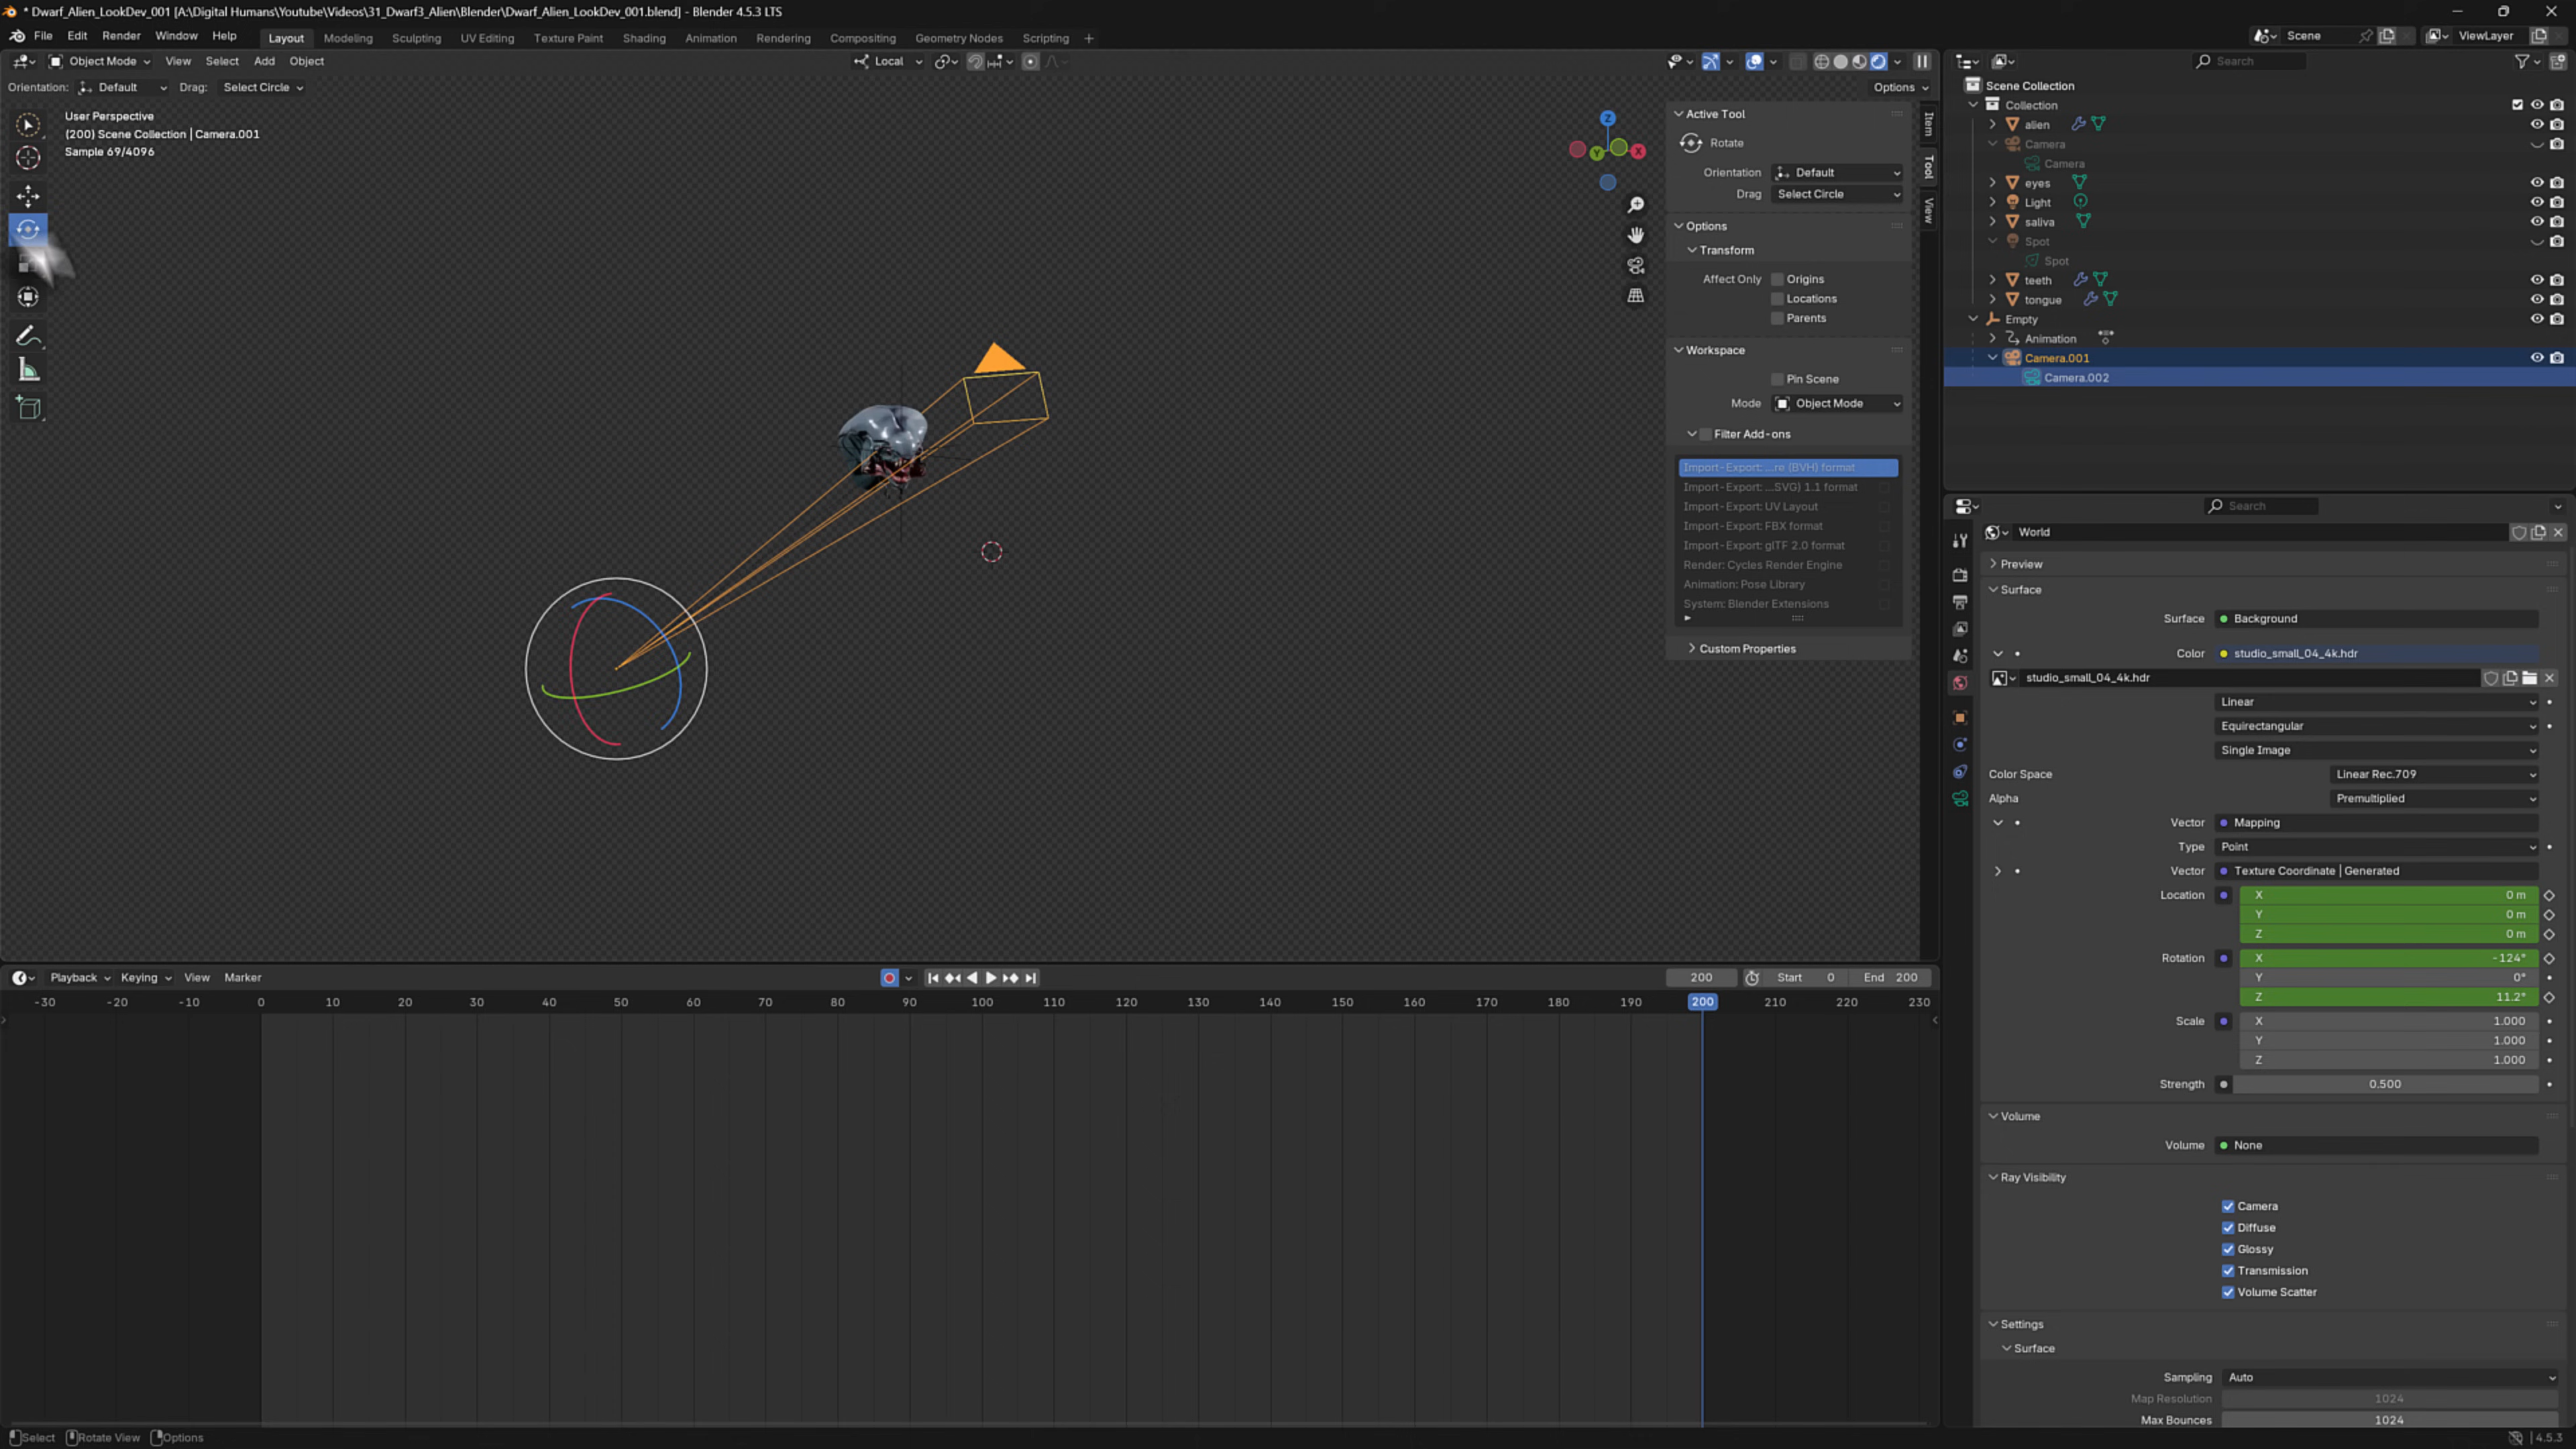 * Dwarf_Alien_LookDev_001 [A:\Digital Humans\Youtube\Videos\31_Dwarf3_Alien\Blender\Dwarf_Alien_LookDev_001.blend] - Blender 4.5.3 LTS
File Edit Render Window Help Layout Modeling Sculpting UV Editing Texture Paint Shading Animation Rendering Compositing Geometry Nodes Scripting + Scene ViewLayer
Object Mode View Select Add Object Local
Orientation: Default Drag: Select Circle Options
User Perspective
(200) Scene Collection | Camera.001
Sample 69/4096
Z
Y
X
Active Tool
Rotate
Orientation Default
Drag Select Circle
Options
Transform
Affect Only Origins
Locations
Parents
Workspace
Pin Scene
Mode Object Mode
Filter Add-ons
Import-Export: ...re (BVH) format
Import-Export: ...SVG) 1.1 format
Import-Export: UV Layout
Import-Export: FBX format
Import-Export: glTF 2.0 format
Render: Cycles Render Engine
Animation: Pose Library
System: Blender Extensions
Custom Properties
Item
Tool
View
Search
Scene Collection
Collection
alien
Camera
Camera
eyes
Light
saliva
Spot
Spot
teeth
tongue
Empty
Animation
Camera.001
Camera.002
Search
World
Preview
Surface
Surface Background
Color studio_small_04_4k.hdr
studio_small_04_4k.hdr
Linear
Equirectangular
Single Image
Color Space Linear Rec.709
Alpha Premultiplied
Vector Mapping
Type Point
Vector Texture Coordinate | Generated
Location X 0 m
Y 0 m
Z 0 m
Rotation X -124°
Y 0°
Z 11.2°
Scale X 1.000
Y 1.000
Z 1.000
Strength 0.500
Volume
Volume None
Ray Visibility
Camera
Diffuse
Glossy
Transmission
Volume Scatter
Settings
Surface
Sampling Auto
Map Resolution 1024
Max Bounces 1024
Playback Keying View Marker 200 Start 0 End 200
-30 -20 -10 0 10 20 30 40 50 60 70 80 90 100 110 120 130 140 150 160 170 180 190 200 210 220 230
Select Rotate View Options 4.5.3